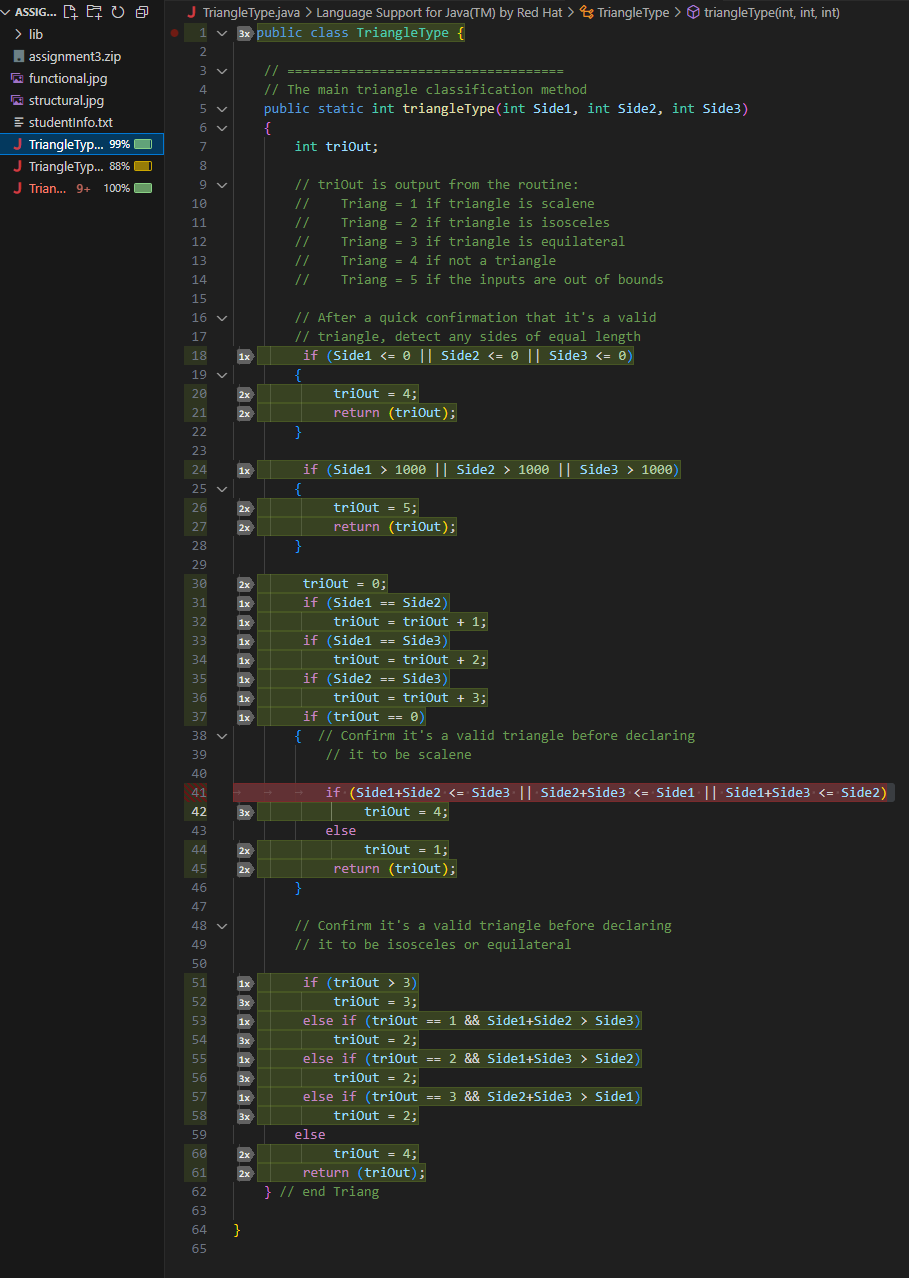 ASSIG...
lib
assignment3.zip
functional.jpg
structural.jpg
studentInfo.txt
J TriangleTyp... 99%
J TriangleTyp... 88%
J Trian... 9+ 100%
J TriangleType.java > Language Support for Java(TM) by Red Hat > TriangleType > triangleType(int, int, int)
1 3x public class TriangleType {
2
3 // ====================================
4 // The main triangle classification method
5 public static int triangleType(int Side1, int Side2, int Side3)
6 {
7 int triOut;
8
9 // triOut is output from the routine:
10 //    Triang = 1 if triangle is scalene
11 //    Triang = 2 if triangle is isosceles
12 //    Triang = 3 if triangle is equilateral
13 //    Triang = 4 if not a triangle
14 //    Triang = 5 if the inputs are out of bounds
15
16 // After a quick confirmation that it's a valid
17 // triangle, detect any sides of equal length
18 1x if (Side1 <= 0 || Side2 <= 0 || Side3 <= 0)
19 {
20 2x triOut = 4;
21 2x return (triOut);
22 }
23
24 1x if (Side1 > 1000 || Side2 > 1000 || Side3 > 1000)
25 {
26 2x triOut = 5;
27 2x return (triOut);
28 }
29
30 2x triOut = 0;
31 1x if (Side1 == Side2)
32 1x triOut = triOut + 1;
33 1x if (Side1 == Side3)
34 1x triOut = triOut + 2;
35 1x if (Side2 == Side3)
36 1x triOut = triOut + 3;
37 1x if (triOut == 0)
38 {  // Confirm it's a valid triangle before declaring
39 // it to be scalene
40
41 if (Side1+Side2 <= Side3 || Side2+Side3 <= Side1 || Side1+Side3 <= Side2)
42 3x triOut = 4;
43 else
44 2x triOut = 1;
45 2x return (triOut);
46 }
47
48 // Confirm it's a valid triangle before declaring
49 // it to be isosceles or equilateral
50
51 1x if (triOut > 3)
52 3x triOut = 3;
53 1x else if (triOut == 1 && Side1+Side2 > Side3)
54 3x triOut = 2;
55 1x else if (triOut == 2 && Side1+Side3 > Side2)
56 3x triOut = 2;
57 1x else if (triOut == 3 && Side2+Side3 > Side1)
58 3x triOut = 2;
59 else
60 2x triOut = 4;
61 2x return (triOut);
62 } // end Triang
63
64 }
65